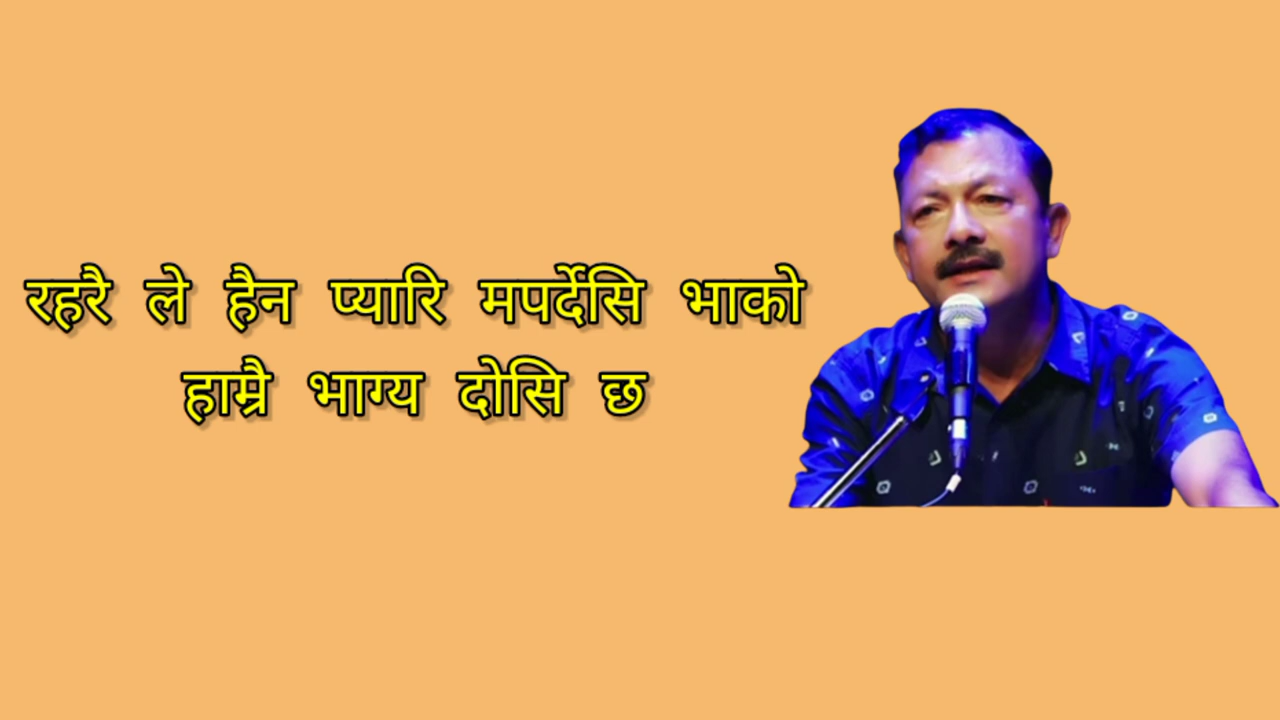 रहरै ले हैन प्यारि मपर्देसि भाको
हाम्रै भाग्य दोसि छ